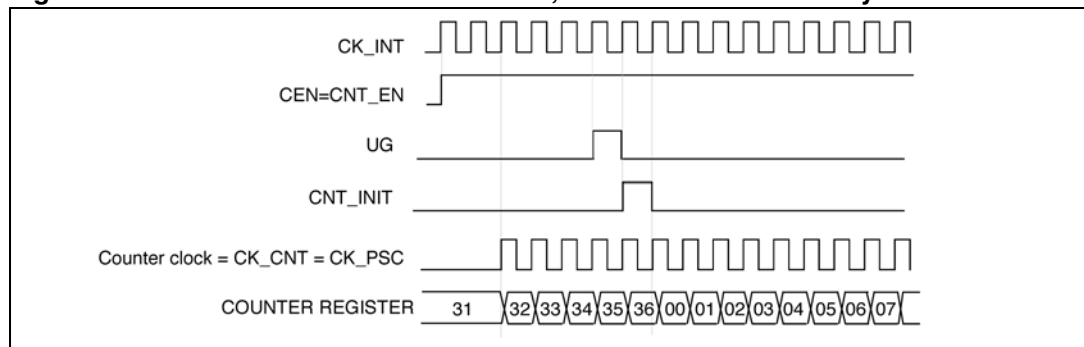 CK_INT
CEN=CNT_EN
UG
CNT_INIT
Counter clock = CK_CNT = CK_PSC
COUNTER REGISTER 31 32 33 34 35 36 00 01 02 03 04 05 06 07